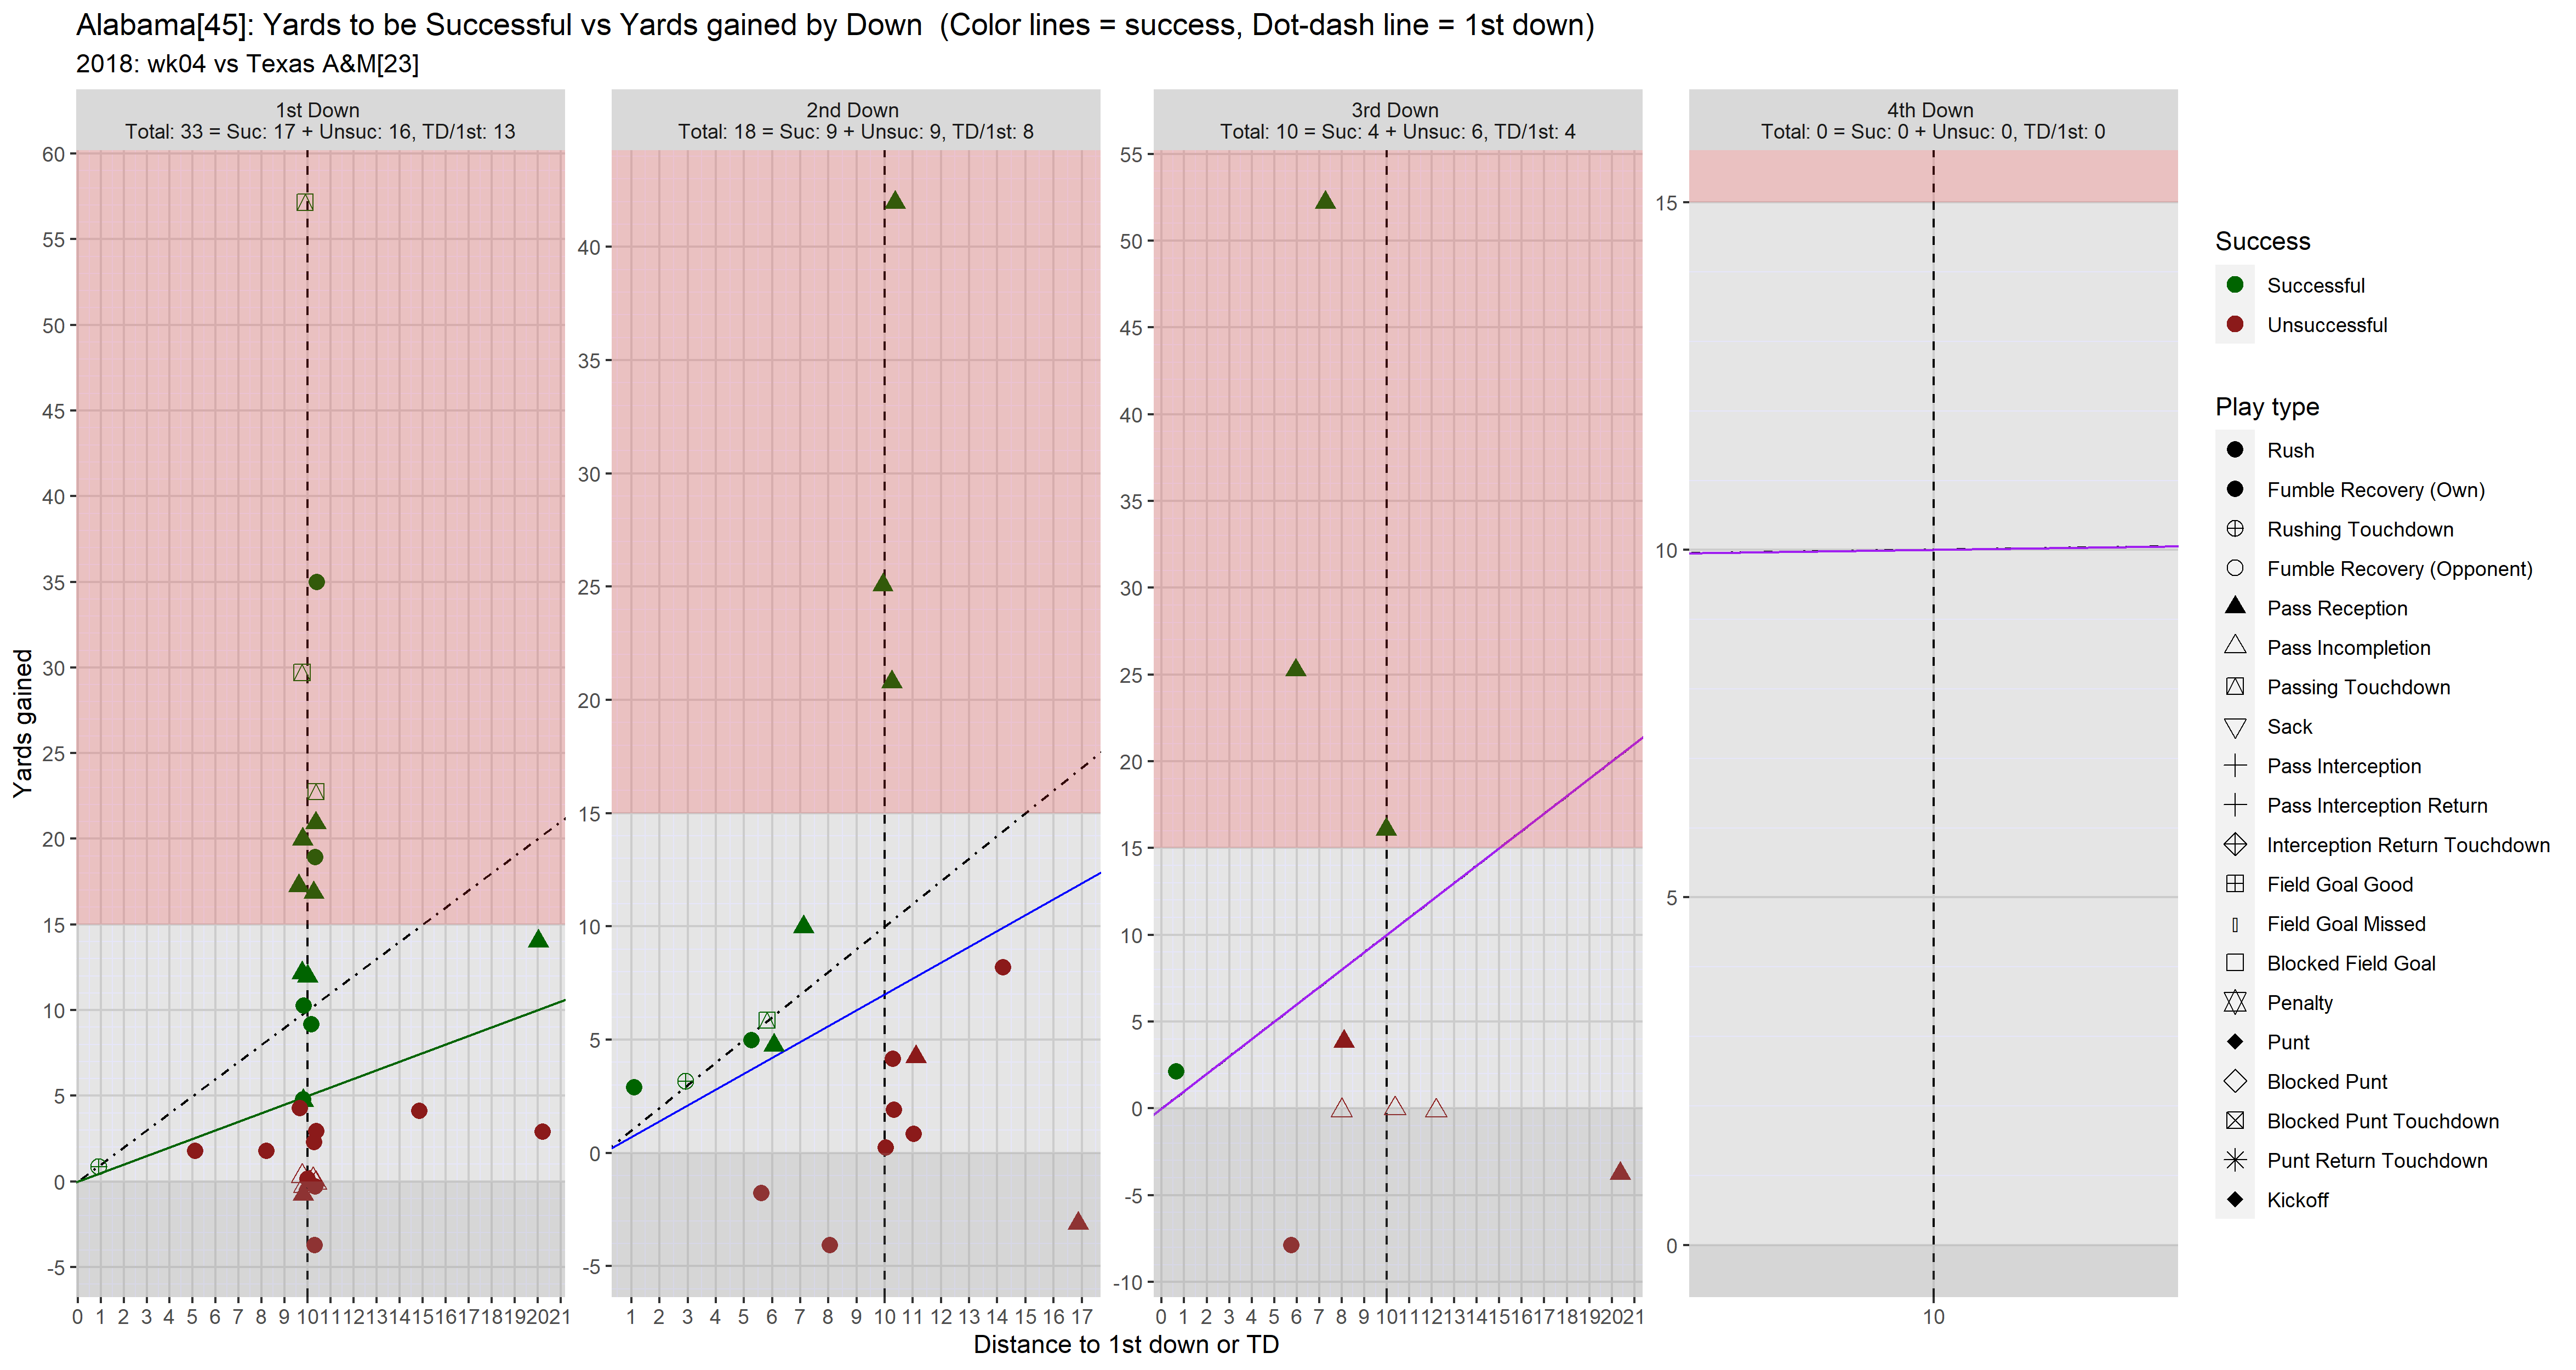 Alabama[45]: Yards to be Successful vs Yards gained by Down  (Color lines = success, Dot-dash line = 1st down)
2018: wk04 vs Texas A&M[23]
1st Down
Total: 33 = Suc: 17 + Unsuc: 16, TD/1st: 13
2nd Down
Total: 18 = Suc: 9 + Unsuc: 9, TD/1st: 8
3rd Down
Total: 10 = Suc: 4 + Unsuc: 6, TD/1st: 4
4th Down
Total: 0 = Suc: 0 + Unsuc: 0, TD/1st: 0
Yards gained
60
55
50
45
40
35
30
25
20
15
10
5
0
-5
0 1 2 3 4 5 6 7 8 9 10 11 12 13 14 15 16 17 18 19 20 21
40
35
30
25
20
15
10
5
0
-5
1 2 3 4 5 6 7 8 9 10 11 12 13 14 15 16 17
55
50
45
40
35
30
25
20
15
10
5
0
-5
-10
0 1 2 3 4 5 6 7 8 9 10 11 12 13 14 15 16 17 18 19 20 21
15
10
5
0
10
Distance to 1st down or TD
Success
Successful
Unsuccessful
Play type
Rush
Fumble Recovery (Own)
Rushing Touchdown
Fumble Recovery (Opponent)
Pass Reception
Pass Incompletion
Passing Touchdown
Sack
Pass Interception
Pass Interception Return
Interception Return Touchdown
Field Goal Good
Field Goal Missed
Blocked Field Goal
Penalty
Punt
Blocked Punt
Blocked Punt Touchdown
Punt Return Touchdown
Kickoff